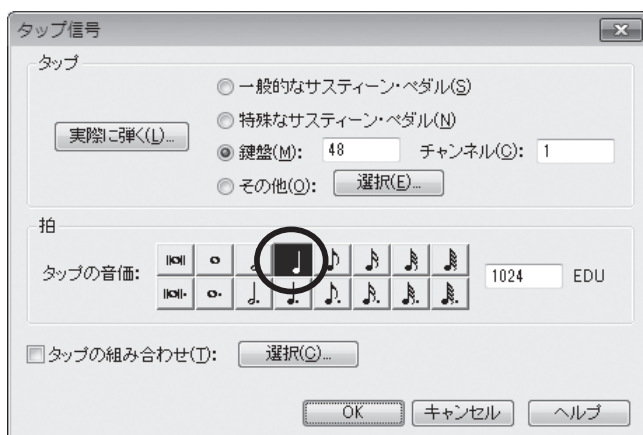 タップ信号
タップ
一般的なサスティーン・ペダル(S)
特殊なサスティーン・ペダル(N)
実際に弾く(L)...
鍵盤(M): 48 チャンネル(C): 1
その他(O): 選択(E)...
拍
タップの音価: 1024 EDU
タップの組み合わせ(T): 選択(C)...
OK キャンセル ヘルプ